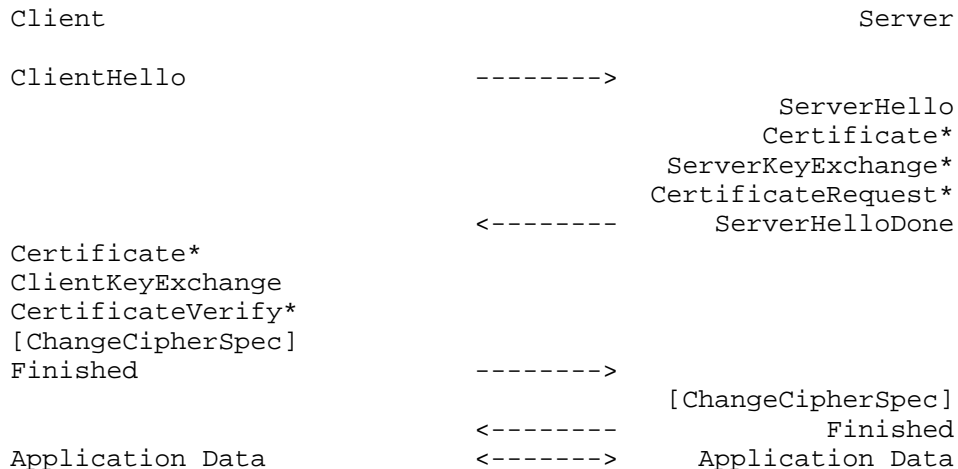 Client                                               Server

ClientHello                  -------->
                                                ServerHello
                                               Certificate*
                                         ServerKeyExchange*
                                        CertificateRequest*
                             <--------      ServerHelloDone
Certificate*
ClientKeyExchange
CertificateVerify*
[ChangeCipherSpec]
Finished                     -------->
                                         [ChangeCipherSpec]
                             <--------             Finished
Application Data             <------->     Application Data